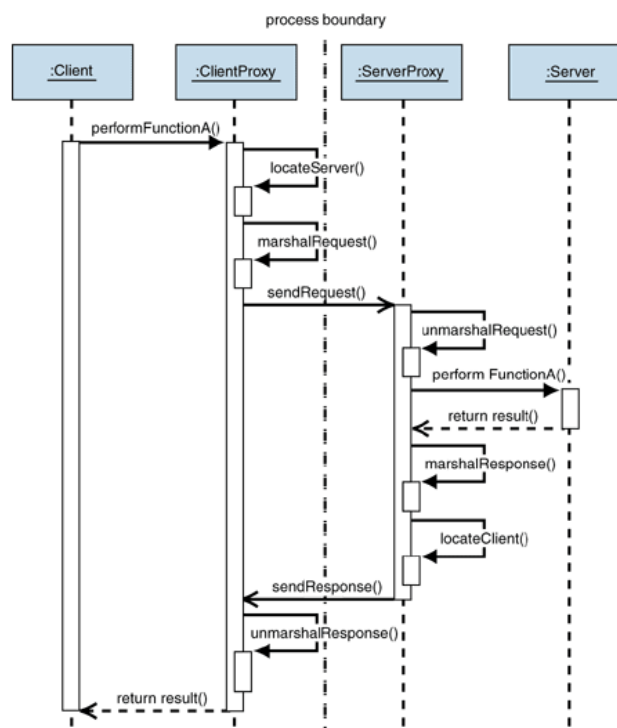 process boundary
:Client
:ClientProxy
:ServerProxy
:Server
performFunctionA()
locateServer()
marshalRequest()
sendRequest()
unmarshalRequest()
perform FunctionA()
return result()
marshalResponse()
locateClient()
sendResponse()
unmarshalResponse()
return result()